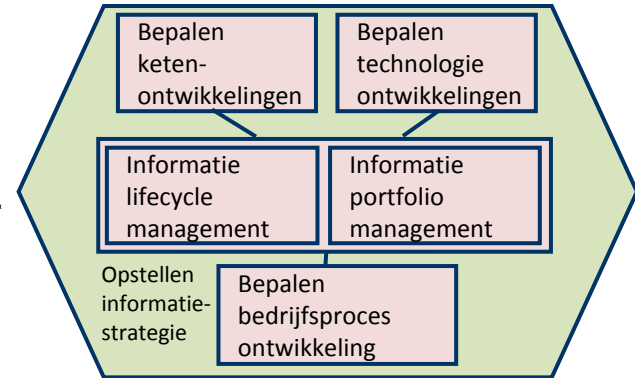 Bepalen
keten-
ontwikkelingen
Bepalen
technologie
ontwikkelingen
Informatie
lifecycle
management
Informatie
portfolio
management
Opstellen
informatie-
strategie
Bepalen
bedrijfsproces
ontwikkeling